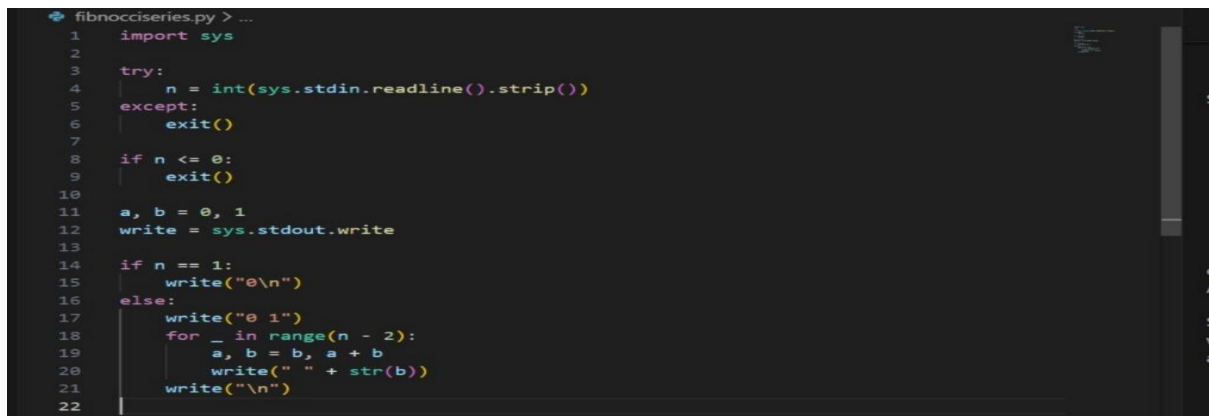 fibnocciseries.py > ...
1 import sys
2
3 try:
4     n = int(sys.stdin.readline().strip())
5 except:
6     exit()
7
8 if n <= 0:
9     exit()
10
11 a, b = 0, 1
12 write = sys.stdout.write
13
14 if n == 1:
15     write("0\n")
16 else:
17     write("0 1")
18     for _ in range(n - 2):
19         a, b = b, a + b
20         write(" " + str(b))
21     write("\n")
22